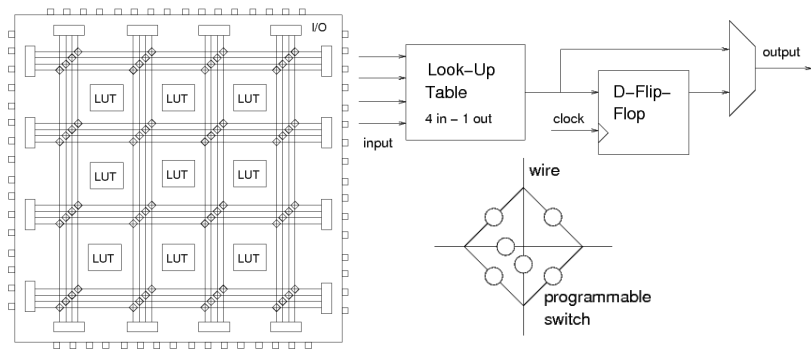 I/O
LUT
LUT
LUT
LUT
LUT
LUT
LUT
LUT
LUT
input
Look-Up
Table
4 in - 1 out
clock
D-Flip-
Flop
output
wire
programmable
switch